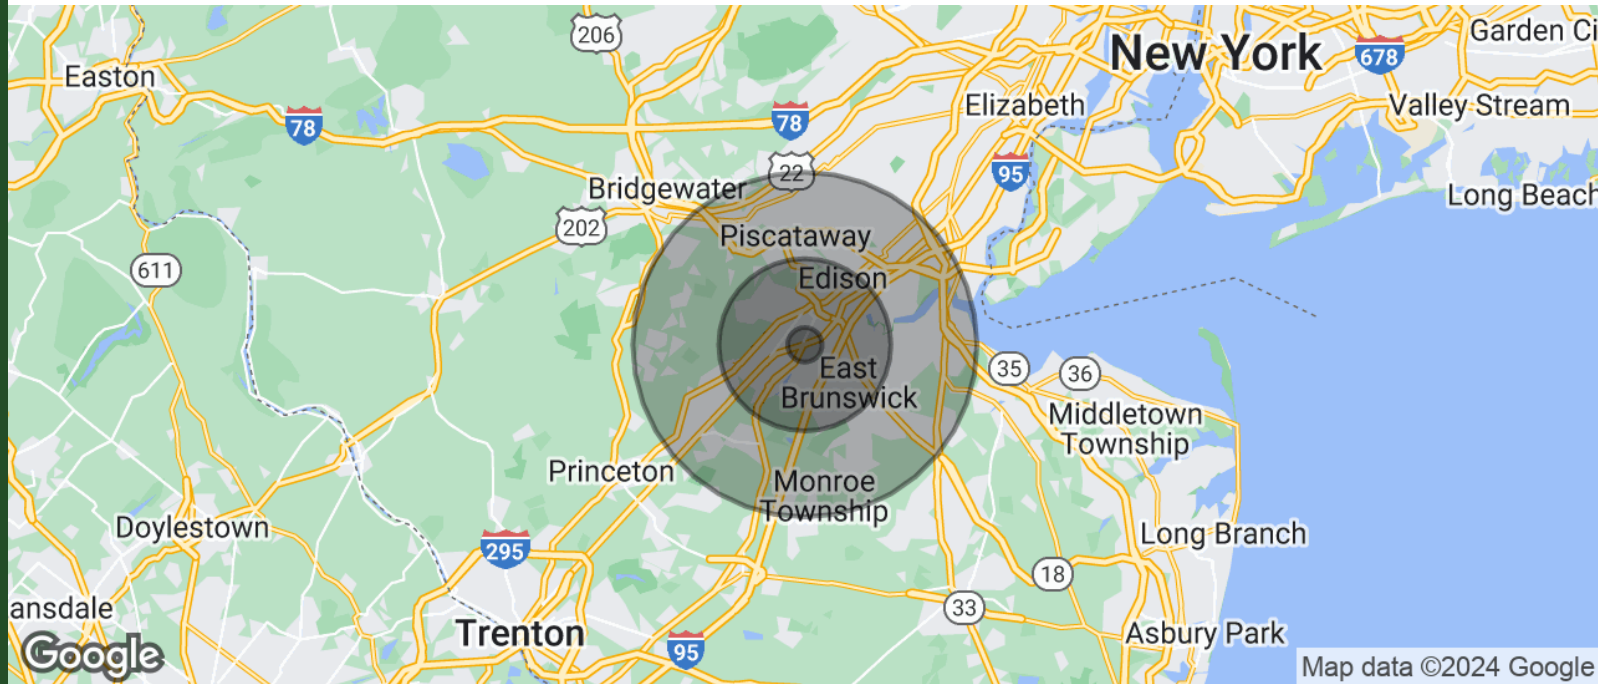 206
New York
Garden Ci
678
Easton
Elizabeth
Valley Stream
78
78
95
22
Bridgewater
Long Beach
202
Piscataway
611
Edison
East
Brunswick
35
36
Middletown
Township
Princeton
Monroe
Township
Doylestown
Long Branch
295
18
ansdale
33
Trenton
Asbury Park
95
Google
Map data ©2024 Google